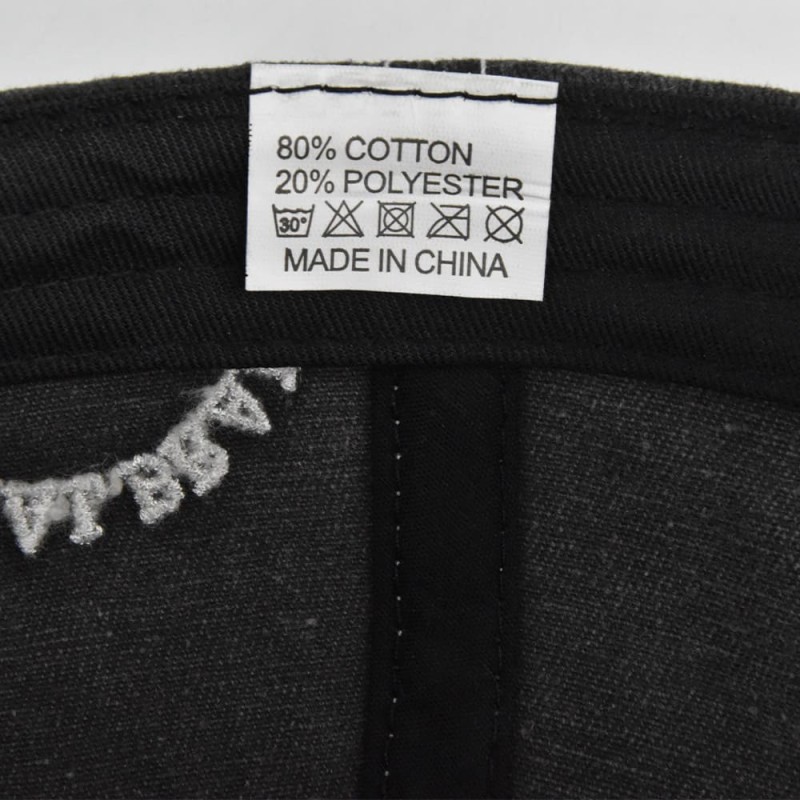 80% COTTON
20% POLYESTER
30°
MADE IN CHINA